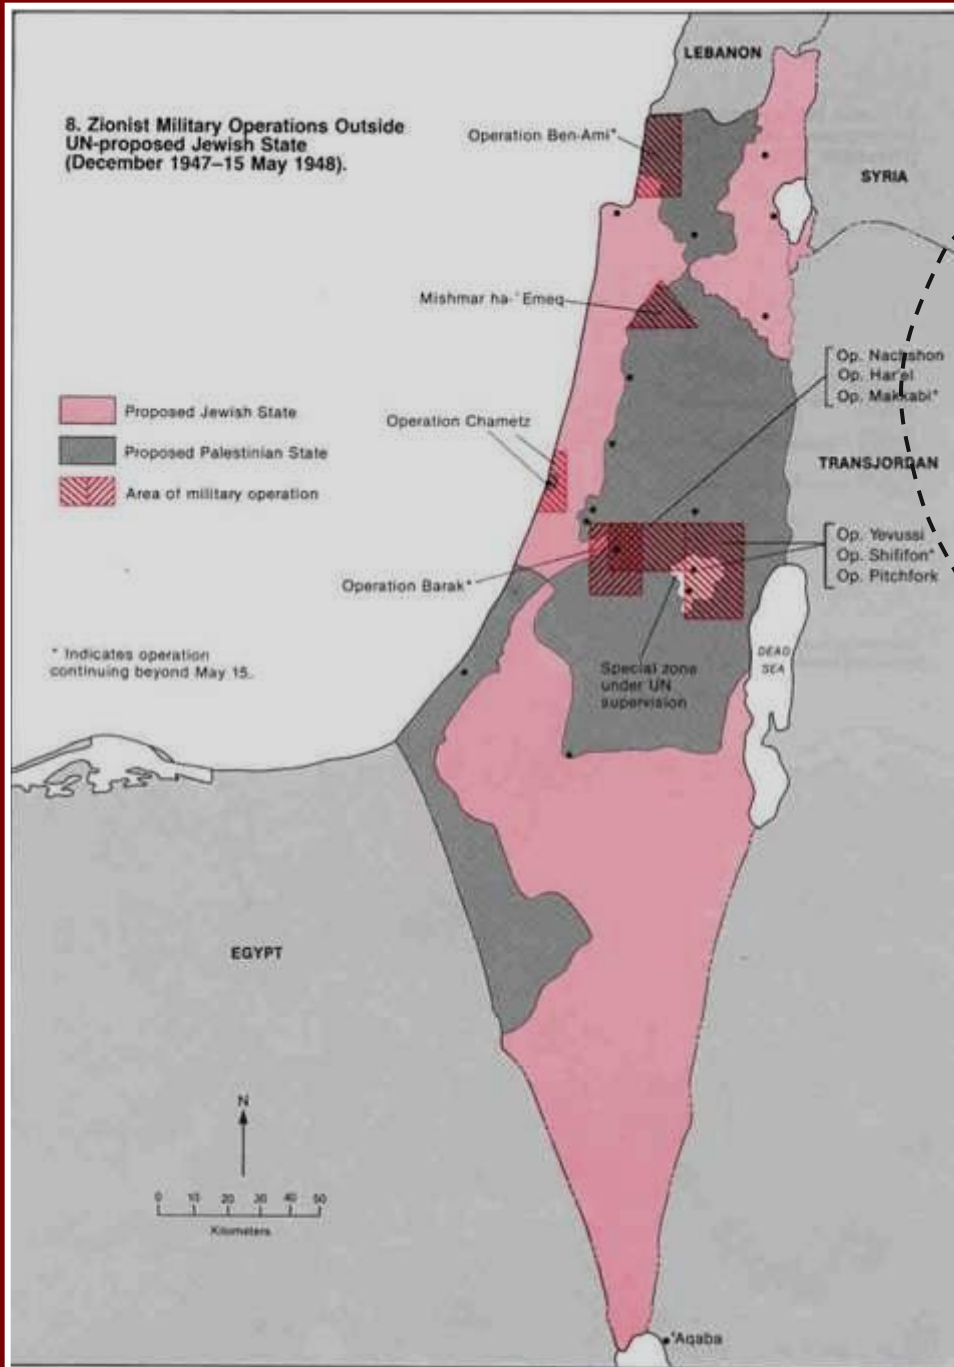 LEBANON
8. Zionist Military Operations Outside
UN-proposed Jewish State
(December 1947–15 May 1948).
Operation Ben-Ami*
SYRIA
Mishmar ha-ʿEmeq
Op. Nachshon
Op. Har'el
Op. Makkabi*
Proposed Jewish State
Operation Chametz
Proposed Palestinian State
TRANSJORDAN
Area of military operation
Op. Yevussi
Op. Shififon*
Op. Pitchfork
Operation Barak*
* Indicates operation
continuing beyond May 15.
DEAD
SEA
Special zone
under UN
supervision
EGYPT
N
0 10 20 30 40 50
Kilometers
ʿAqaba